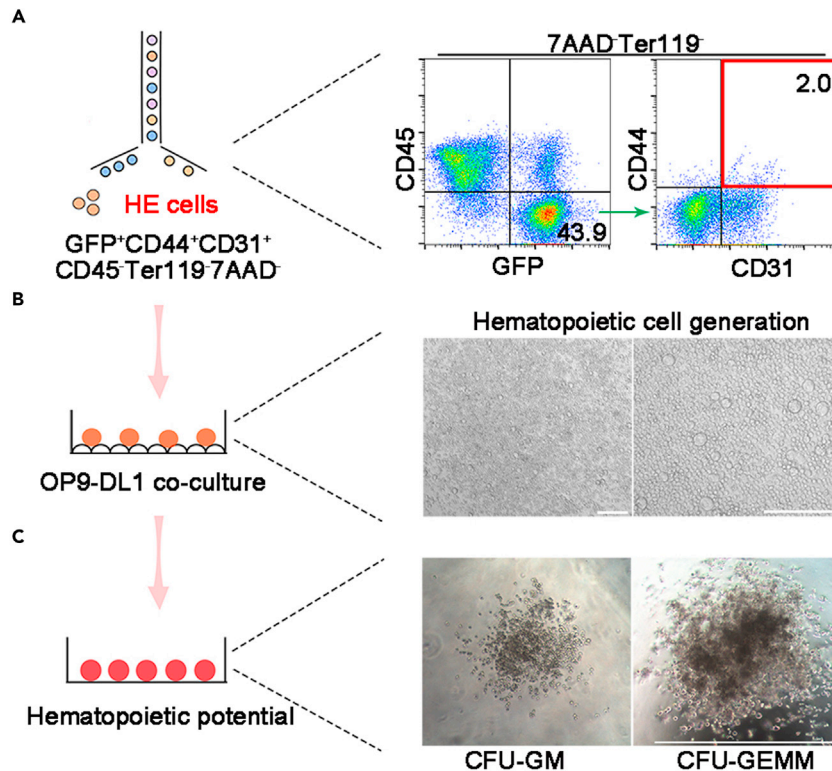 A
7AAD⁻Ter119⁻
CD45
43.9
GFP
CD44
2.0
CD31
HE cells
GFP⁺CD44⁺CD31⁺
CD45⁻Ter119⁻7AAD⁻
B
Hematopoietic cell generation
OP9-DL1 co-culture
C
Hematopoietic potential
CFU-GM
CFU-GEMM